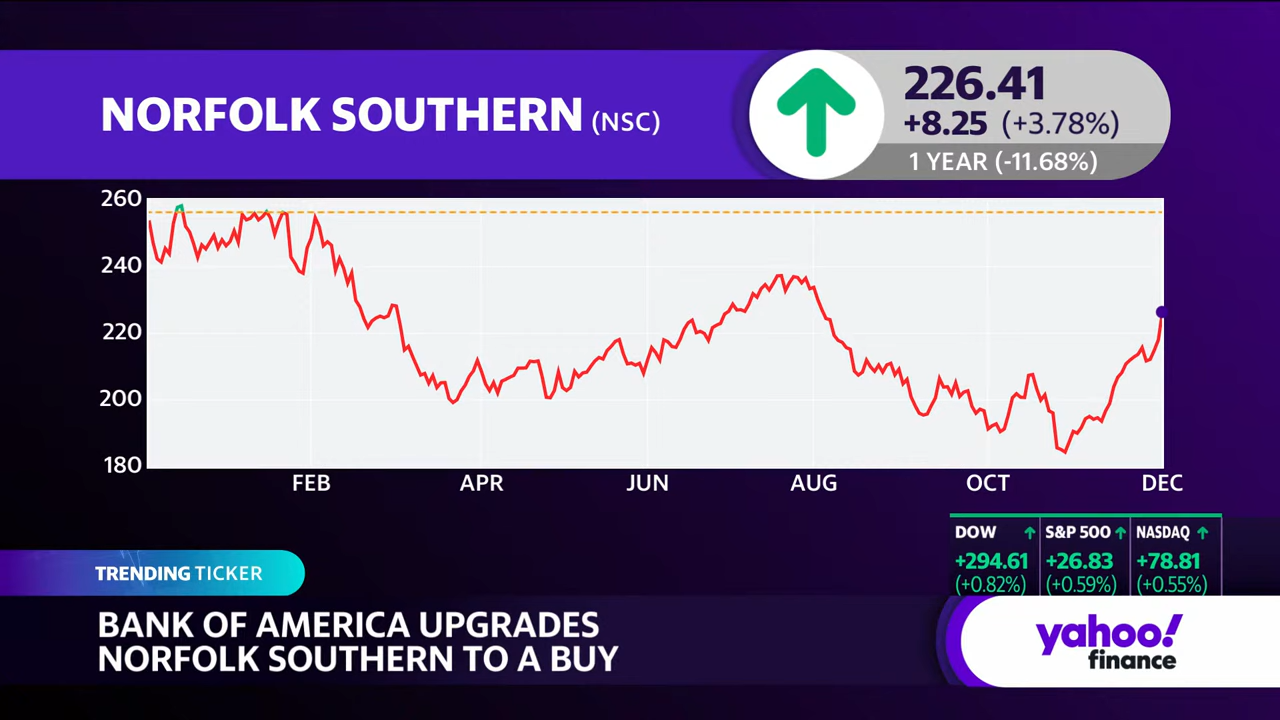 NORFOLK SOUTHERN (NSC)
226.41
+8.25 (+3.78%)
1 YEAR (-11.68%)
260
240
220
200
180
FEB APR JUN AUG OCT DEC
DOW S&P 500 NASDAQ
+294.61 +26.83 +78.81
(+0.82%) (+0.59%) (+0.55%)
TRENDING TICKER
BANK OF AMERICA UPGRADES
NORFOLK SOUTHERN TO A BUY
yahoo!
finance